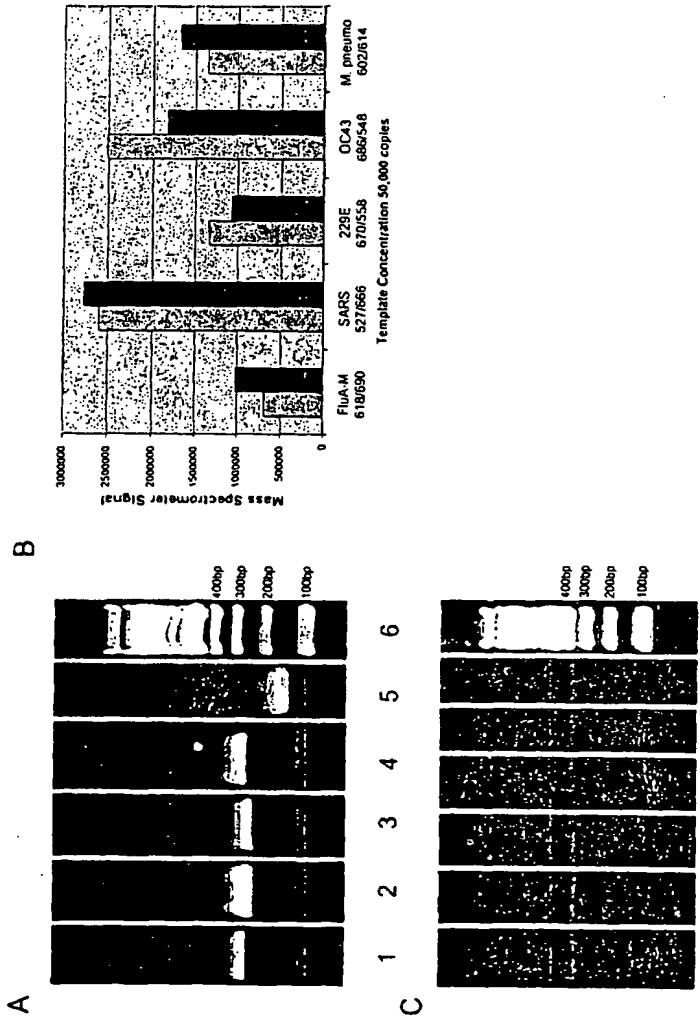 A
400bp
300bp
200bp
100bp
1 2 3 4 5 6
B
Mass Spectrometer Signal
3000000
2500000
2000000
1500000
1000000
500000
0
FluA-M
618/690
SARS
527/666
229E
670/558
OC43
686/548
M. pneumo
602/614
Template Concentration 50,000 copies
C
400bp
300bp
200bp
100bp